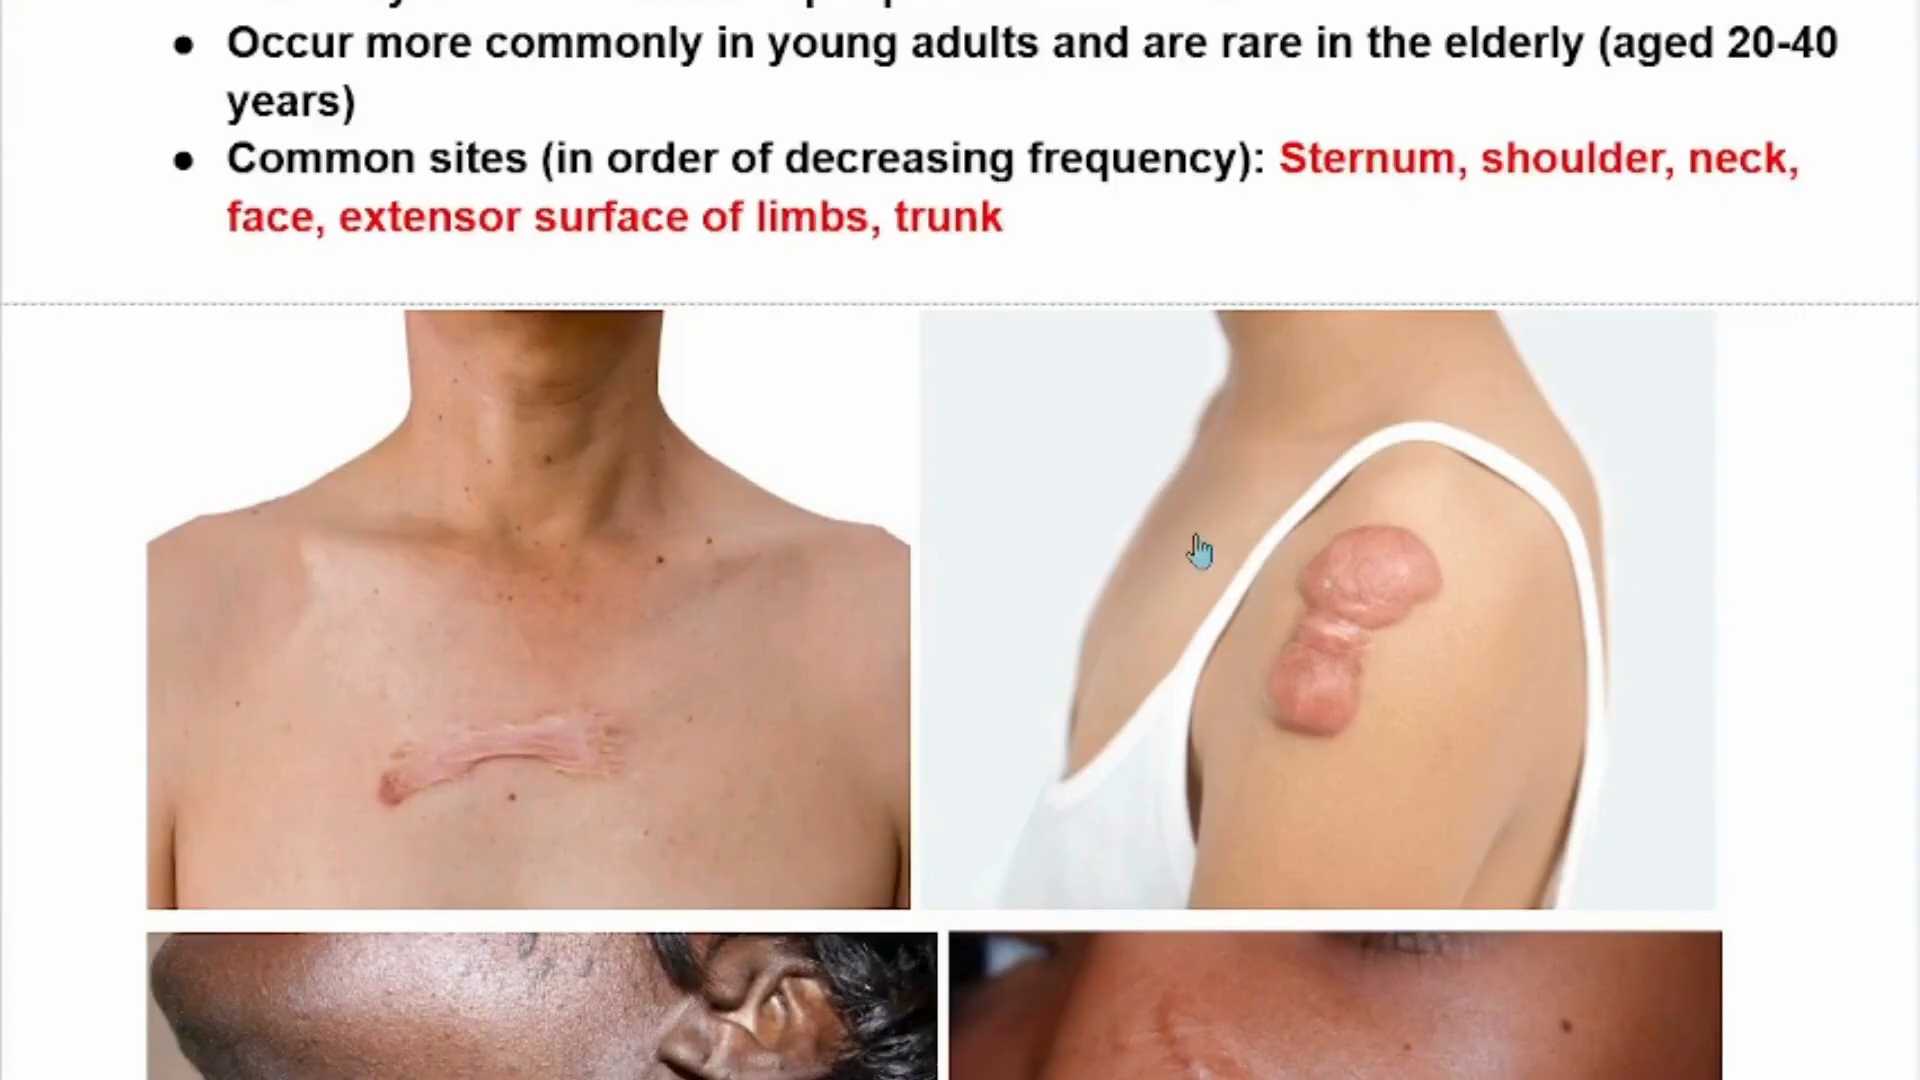 ● Occur more commonly in young adults and are rare in the elderly (aged 20-40
years)
● Common sites (in order of decreasing frequency): Sternum, shoulder, neck,
face, extensor surface of limbs, trunk